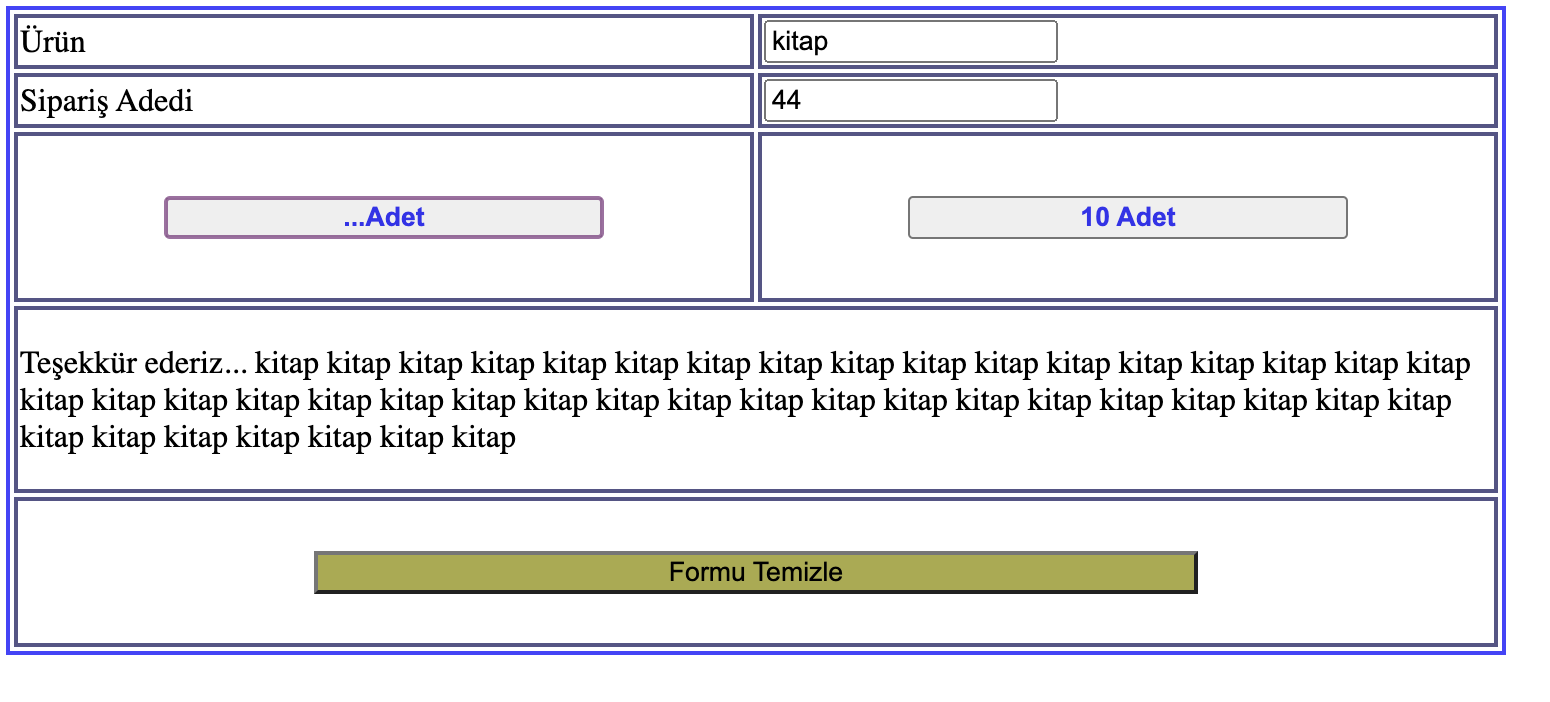 Ürün
kitap
Sipariş Adedi
44
...Adet
10 Adet
Teşekkür ederiz... kitap kitap kitap kitap kitap kitap kitap kitap kitap kitap kitap kitap kitap kitap kitap kitap kitap
kitap kitap kitap kitap kitap kitap kitap kitap kitap kitap kitap kitap kitap kitap kitap kitap kitap kitap kitap kitap
kitap kitap kitap kitap kitap kitap kitap
Formu Temizle